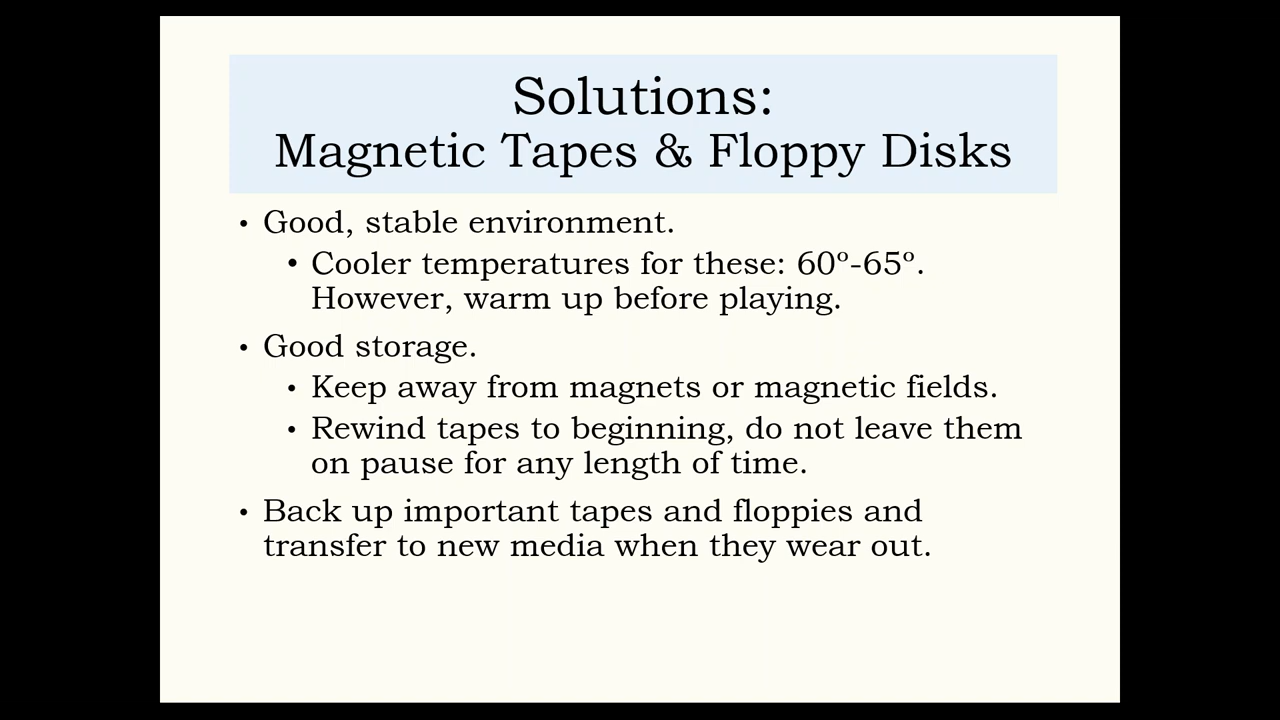 Solutions:
Magnetic Tapes & Floppy Disks
• Good, stable environment.
• Cooler temperatures for these: 60º-65º.
However, warm up before playing.
• Good storage.
• Keep away from magnets or magnetic fields.
• Rewind tapes to beginning, do not leave them
on pause for any length of time.
• Back up important tapes and floppies and
transfer to new media when they wear out.